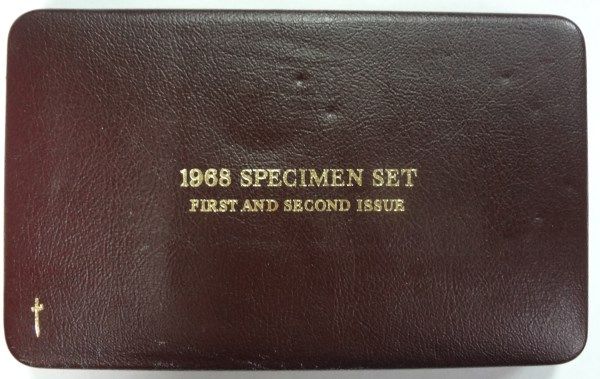 1968 SPECIMEN SET
FIRST AND SECOND ISSUE